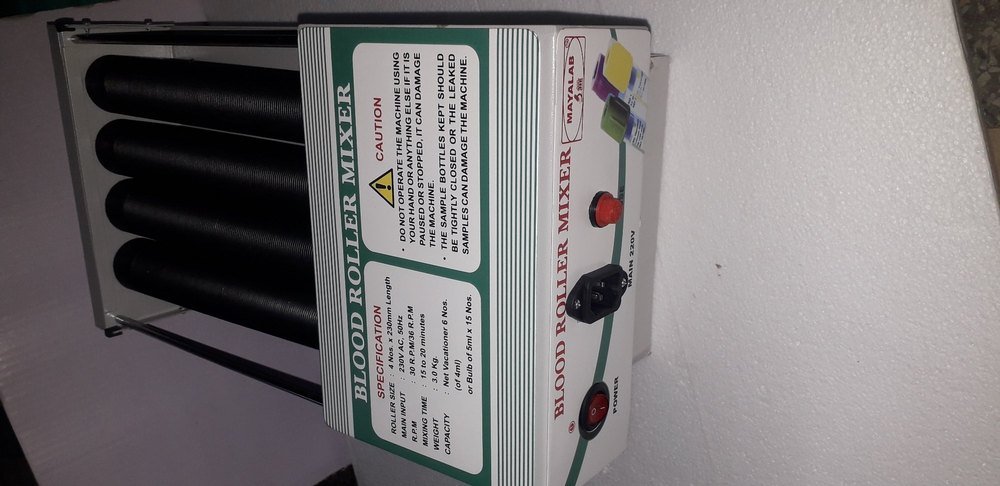 BLOOD ROLLER MIXER
SPECIFICATION
ROLLER SIZE : 4 Nos. x 230mm Length
MAIN INPUT : 230V AC, 50Hz
R.P.M : 30 R.P.M/36 R.P.M
MIXING TIME : 15 to 20 minutes
WEIGHT : 3.0 Kg.
CAPACITY : Net Vacationer 6 Nos.
(of 4ml)
or Bulb of 5ml x 15 Nos.
CAUTION
• DO NOT OPERATE THE MACHINE USING
YOUR HAND OR ANYTHING ELSE IF IT IS
PAUSED OR STOPPED, IT CAN DAMAGE
THE MACHINE.
• THE SAMPLE BOTTLES KEPT SHOULD
BE TIGHTLY CLOSED OR THE LEAKED
SAMPLES CAN DAMAGE THE MACHINE.
® BLOOD ROLLER MIXER
MAYALAB ®
POWER
MAIN 220V